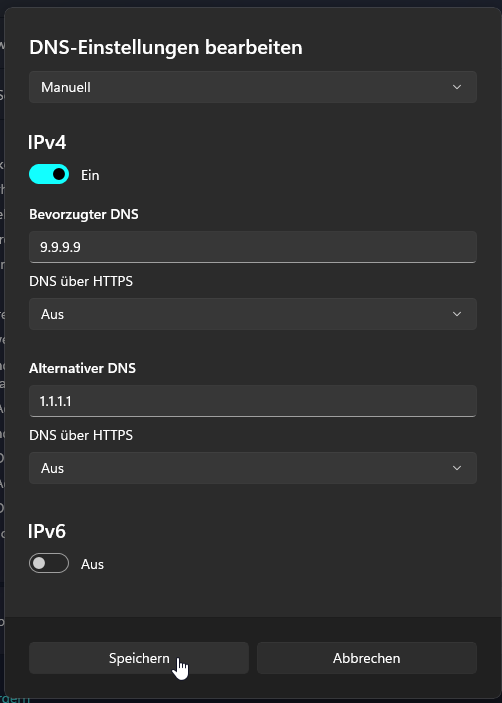 DNS-Einstellungen bearbeiten
Manuell
IPv4
Ein
Bevorzugter DNS
9.9.9.9
DNS über HTTPS
Aus
Alternativer DNS
1.1.1.1
DNS über HTTPS
Aus
IPv6
Aus
Speichern
Abbrechen